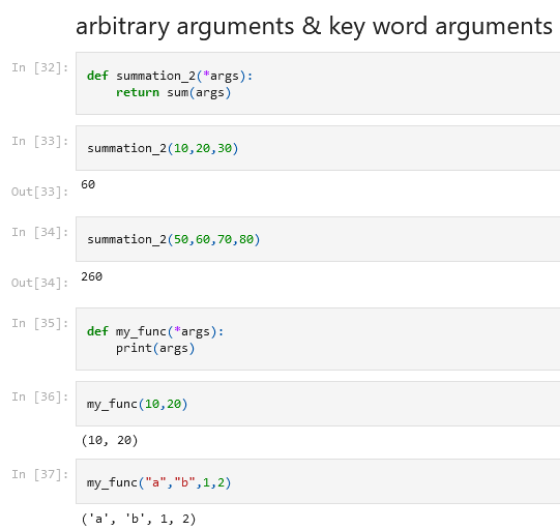 arbitrary arguments & key word arguments
In [32]:
def summation_2(*args):
    return sum(args)
In [33]:
summation_2(10,20,30)
Out[33]:
60
In [34]:
summation_2(50,60,70,80)
Out[34]:
260
In [35]:
def my_func(*args):
    print(args)
In [36]:
my_func(10,20)
(10, 20)
In [37]:
my_func("a","b",1,2)
('a', 'b', 1, 2)